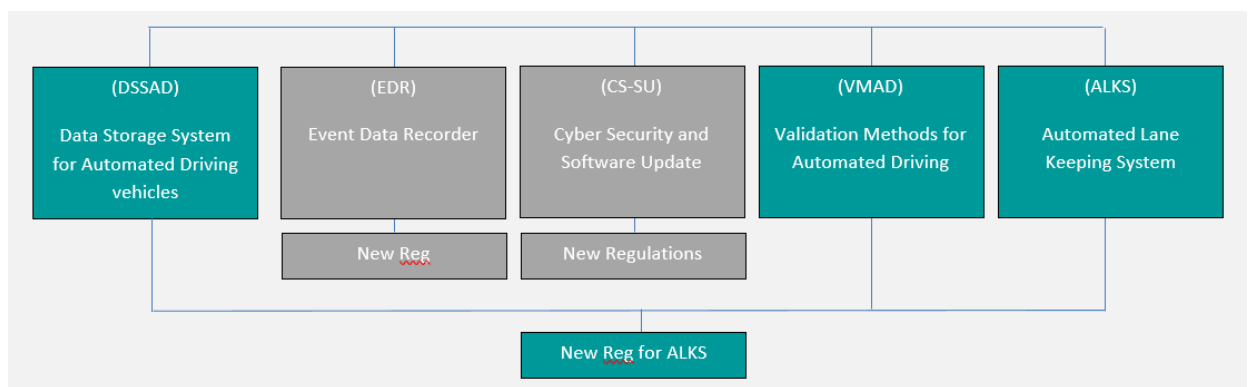 (DSSAD)
Data Storage System
for Automated Driving
vehicles
(EDR)
Event Data Recorder
(CS-SU)
Cyber Security and
Software Update
(VMAD)
Validation Methods for
Automated Driving
(ALKS)
Automated Lane
Keeping System
New Reg
New Regulations
New Reg for ALKS